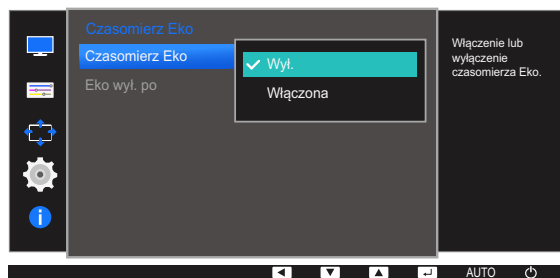 Czasomierz Eko
Czasomierz Eko
Eko wył. po
Wył.
Włączona
Włączenie lub
wyłączenie
czasomierza Eko.
AUTO